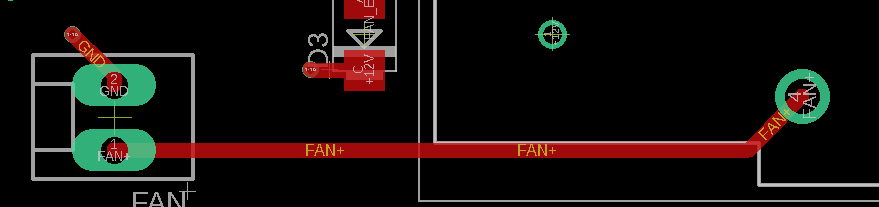 GND
2
GND
1
FAN+
FAN
D3
C
+12V
FAN+
FAN+
FAN+
4
FAN+